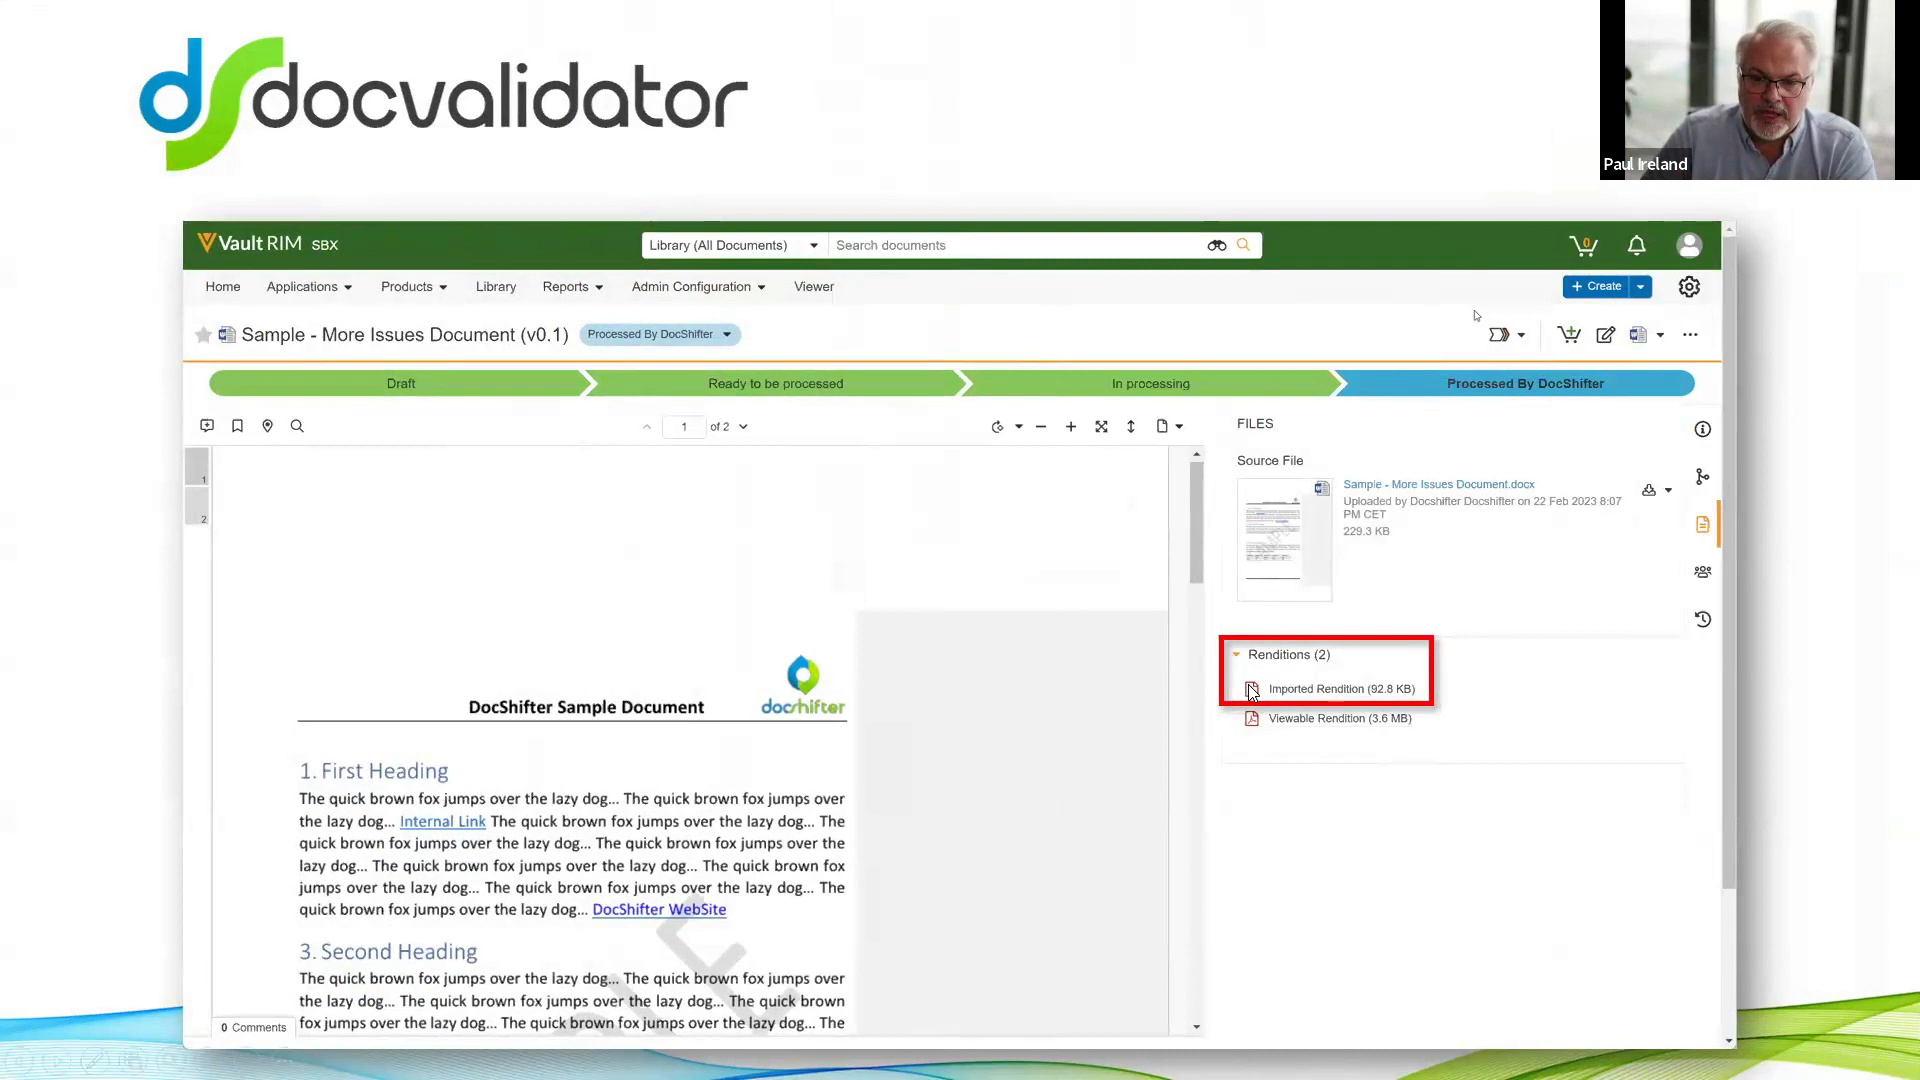 docvalidator
Paul Ireland
Vault RIM SBX
Library (All Documents)
Search documents
0
Home
Applications
Products
Library
Reports
Admin Configuration
Viewer
+ Create
Sample - More Issues Document (v0.1)
Processed By DocShifter
Draft
Ready to be processed
In processing
Processed By DocShifter
1 of 2
1
2
DocShifter Sample Document
docshifter
1. First Heading
The quick brown fox jumps over the lazy dog... The quick brown fox jumps over
the lazy dog... Internal Link The quick brown fox jumps over the lazy dog... The
quick brown fox jumps over the lazy dog... The quick brown fox jumps over the
lazy dog... The quick brown fox jumps over the lazy dog... The quick brown fox
jumps over the lazy dog... The quick brown fox jumps over the lazy dog... The
quick brown fox jumps over the lazy dog... DocShifter WebSite
3. Second Heading
The quick brown fox jumps over the lazy dog... The quick brown fox jumps over the
lazy dog... The quick brown fox jumps over the lazy dog... The quick brown
fox jumps over the lazy dog... The quick brown fox jumps over the lazy dog... The
0 Comments
FILES
Source File
Sample - More Issues Document.docx
Uploaded by Docshifter Docshifter on 22 Feb 2023 8:07
PM CET
229.3 KB
Renditions (2)
Imported Rendition (92.8 KB)
Viewable Rendition (3.6 MB)